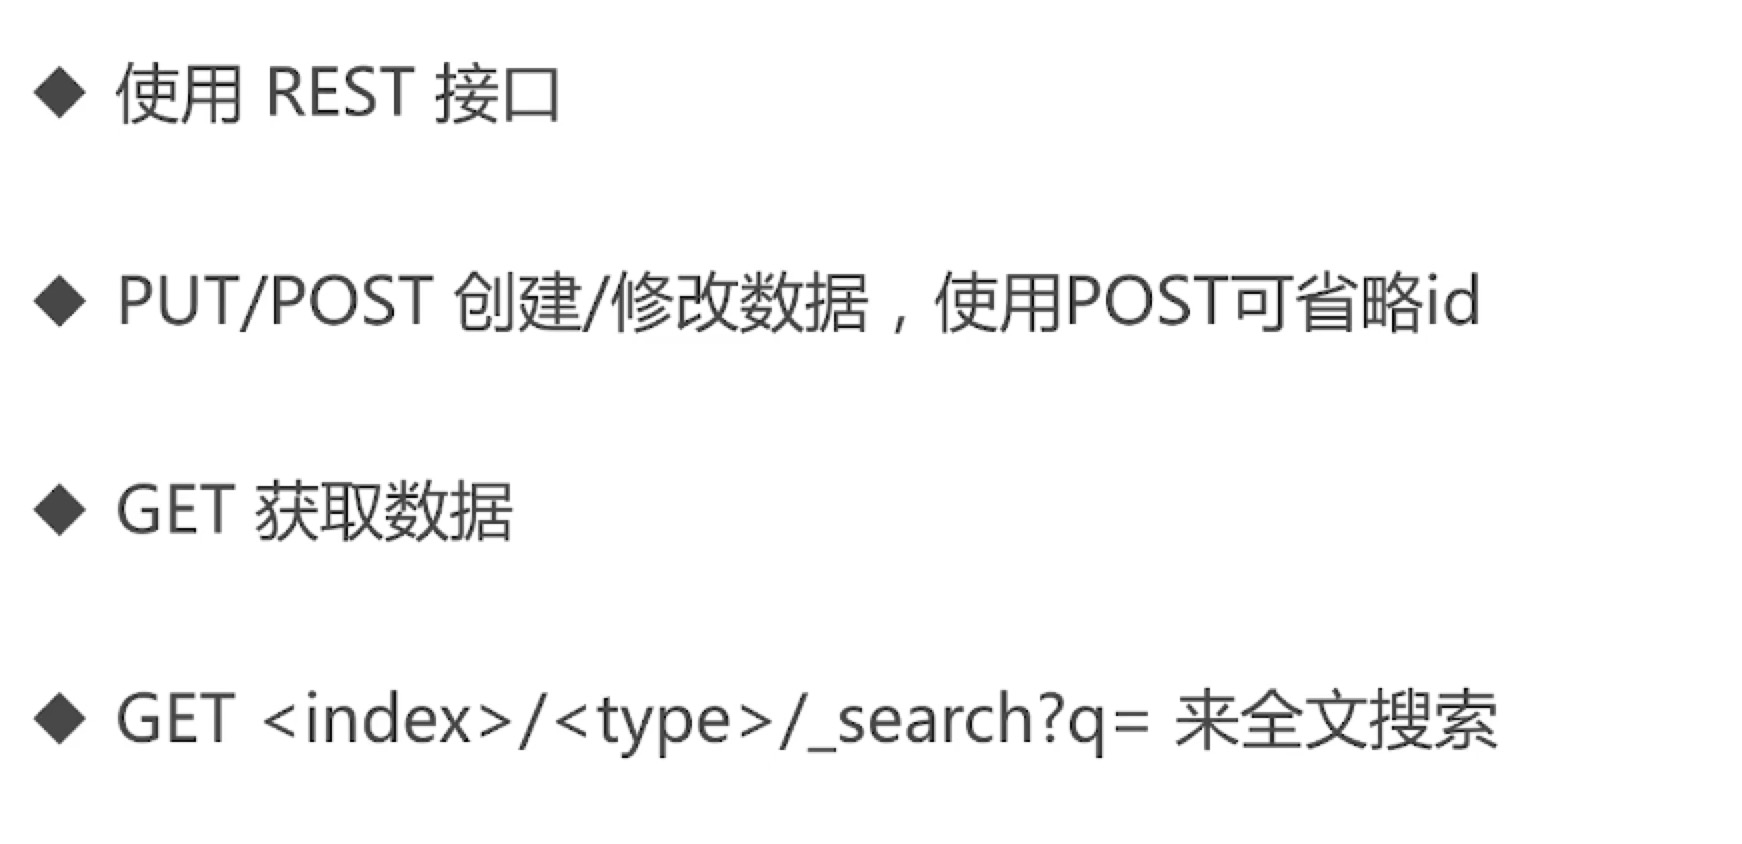 ◆ 使用 REST 接口
◆ PUT/POST 创建/修改数据，使用POST可省略id
◆ GET 获取数据
◆ GET <index>/<type>/_search?q= 来全文搜索